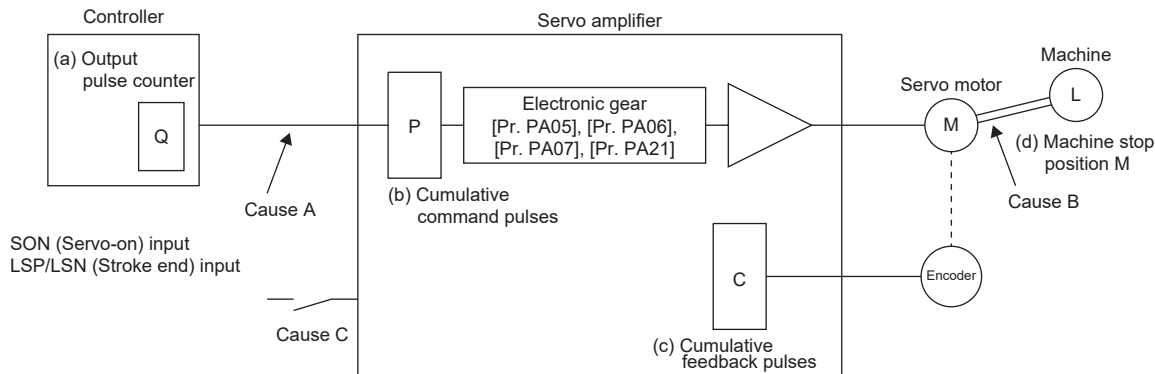 Controller
Servo amplifier
(a) Output
pulse counter
Q
P
Electronic gear
[Pr. PA05], [Pr. PA06],
[Pr. PA07], [Pr. PA21]
Servo motor
M
Machine
L
(d) Machine stop
position M
Cause A
(b) Cumulative
command pulses
Cause B
SON (Servo-on) input
LSP/LSN (Stroke end) input
Cause C
C
Encoder
(c) Cumulative
feedback pulses